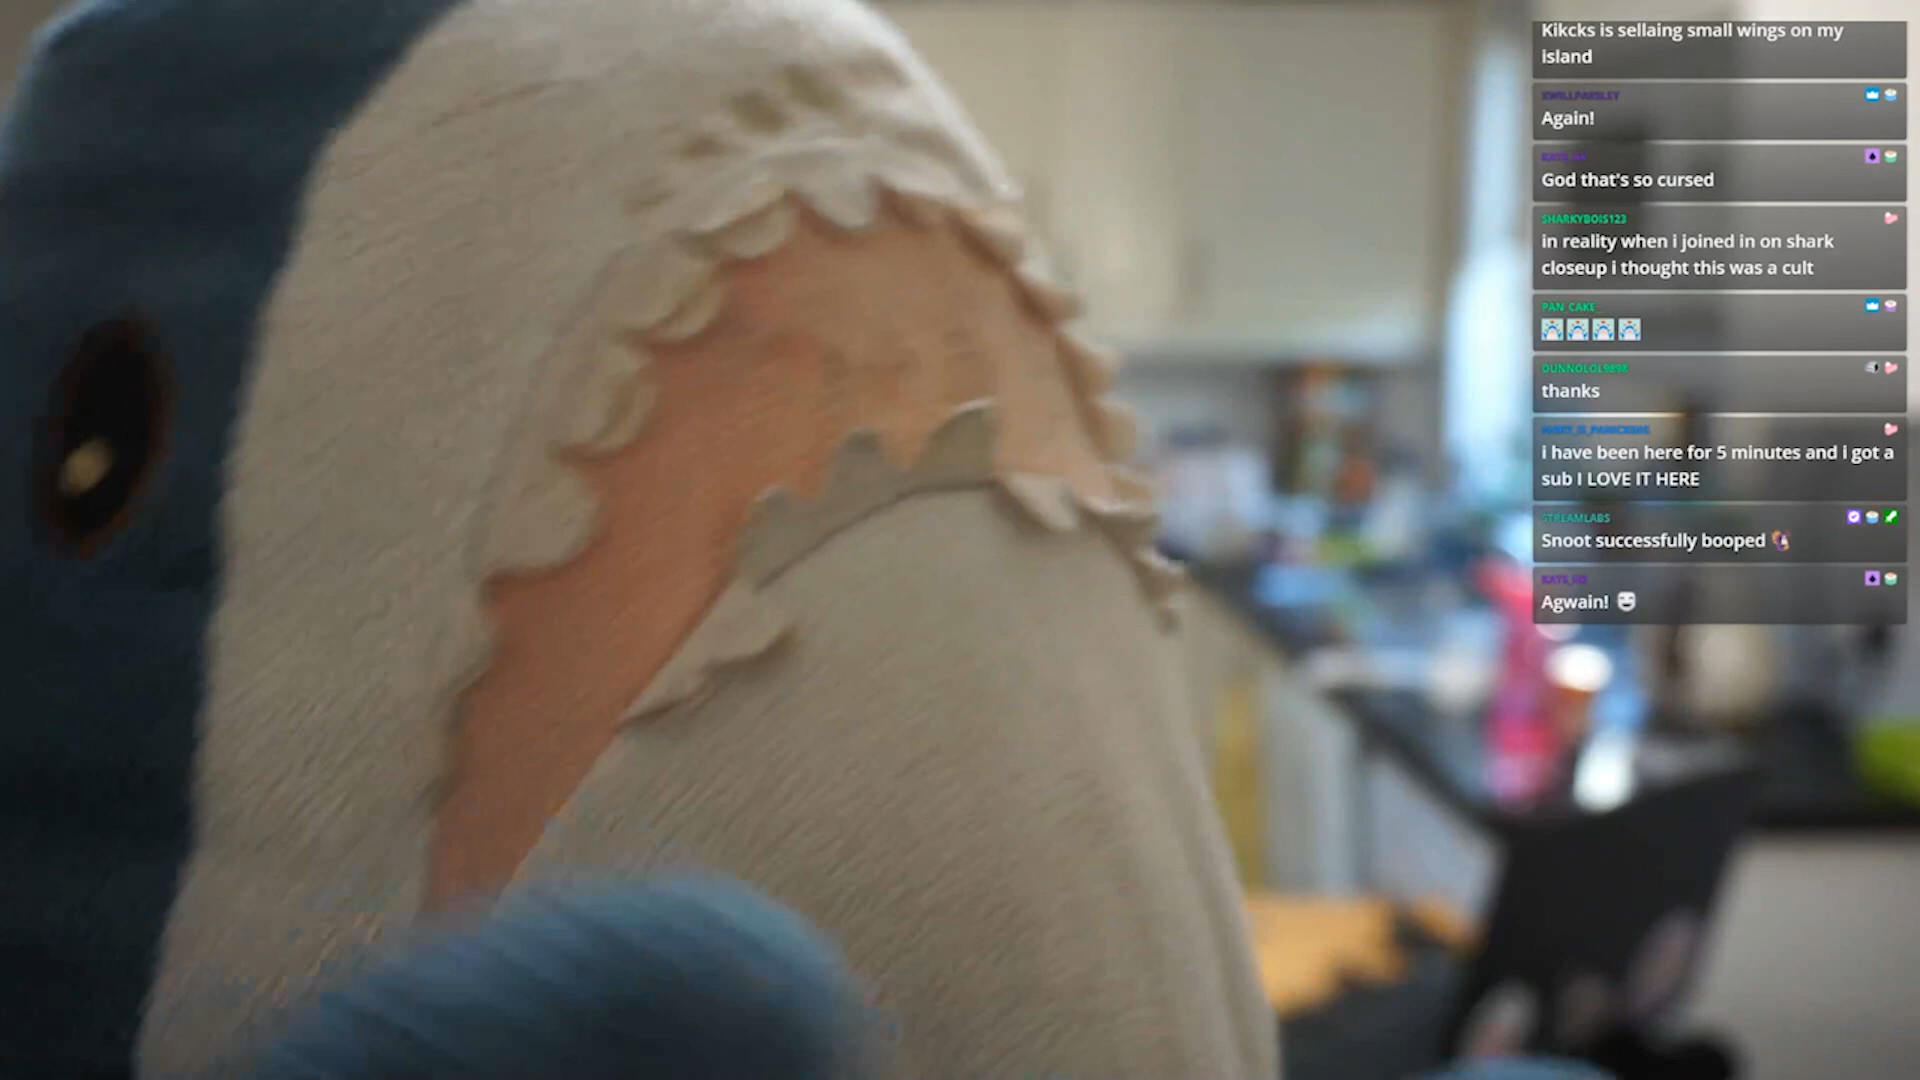 Kikcks is sellaing small wings on my
island
Again!
God that's so cursed
SHARKYBOIS123
in reality when i joined in on shark
closeup i thought this was a cult
PAN_CAKE_
DUNNOLOL9898
thanks
i have been here for 5 minutes and i got a
sub I LOVE IT HERE
STREAMLABS
Snoot successfully booped
Agwain!